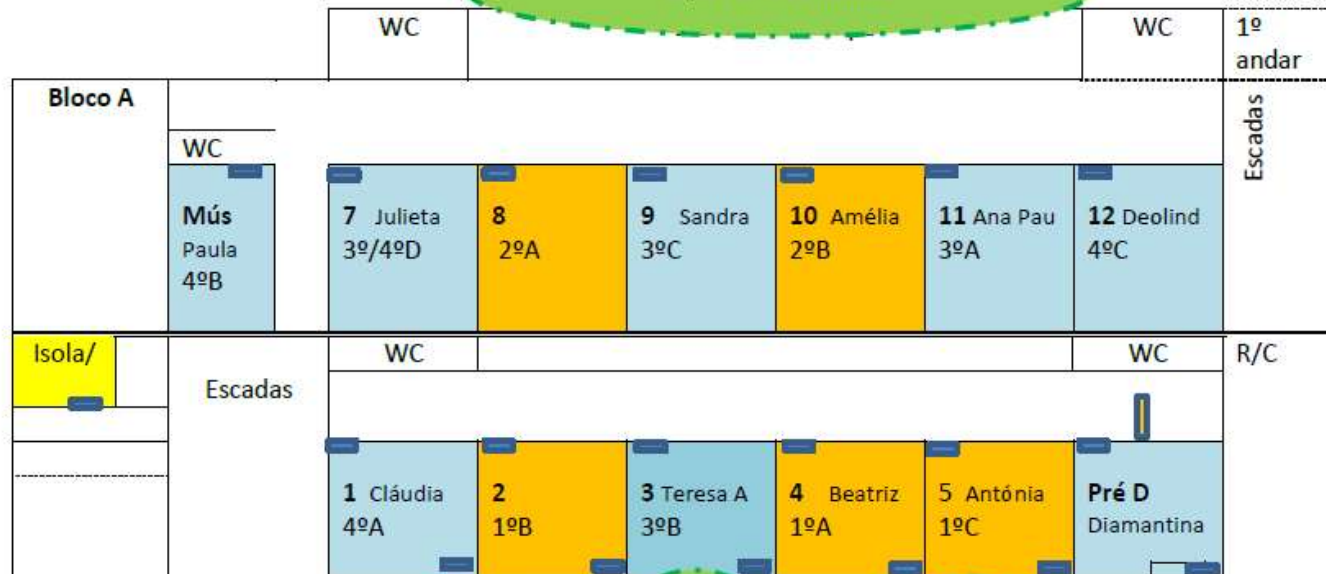 WC
WC
1º
andar
Bloco A
Escadas
WC
Mús
Paula
4ºB
7 Julieta
3º/4ºD
8
2ºA
9 Sandra
3ºC
10 Amélia
2ºB
11 Ana Pau
3ºA
12 Deolind
4ºC
Isola/
Escadas
WC
WC
R/C
1 Cláudia
4ºA
2
1ºB
3 Teresa A
3ºB
4 Beatriz
1ºA
5 Antónia
1ºC
Pré D
Diamantina